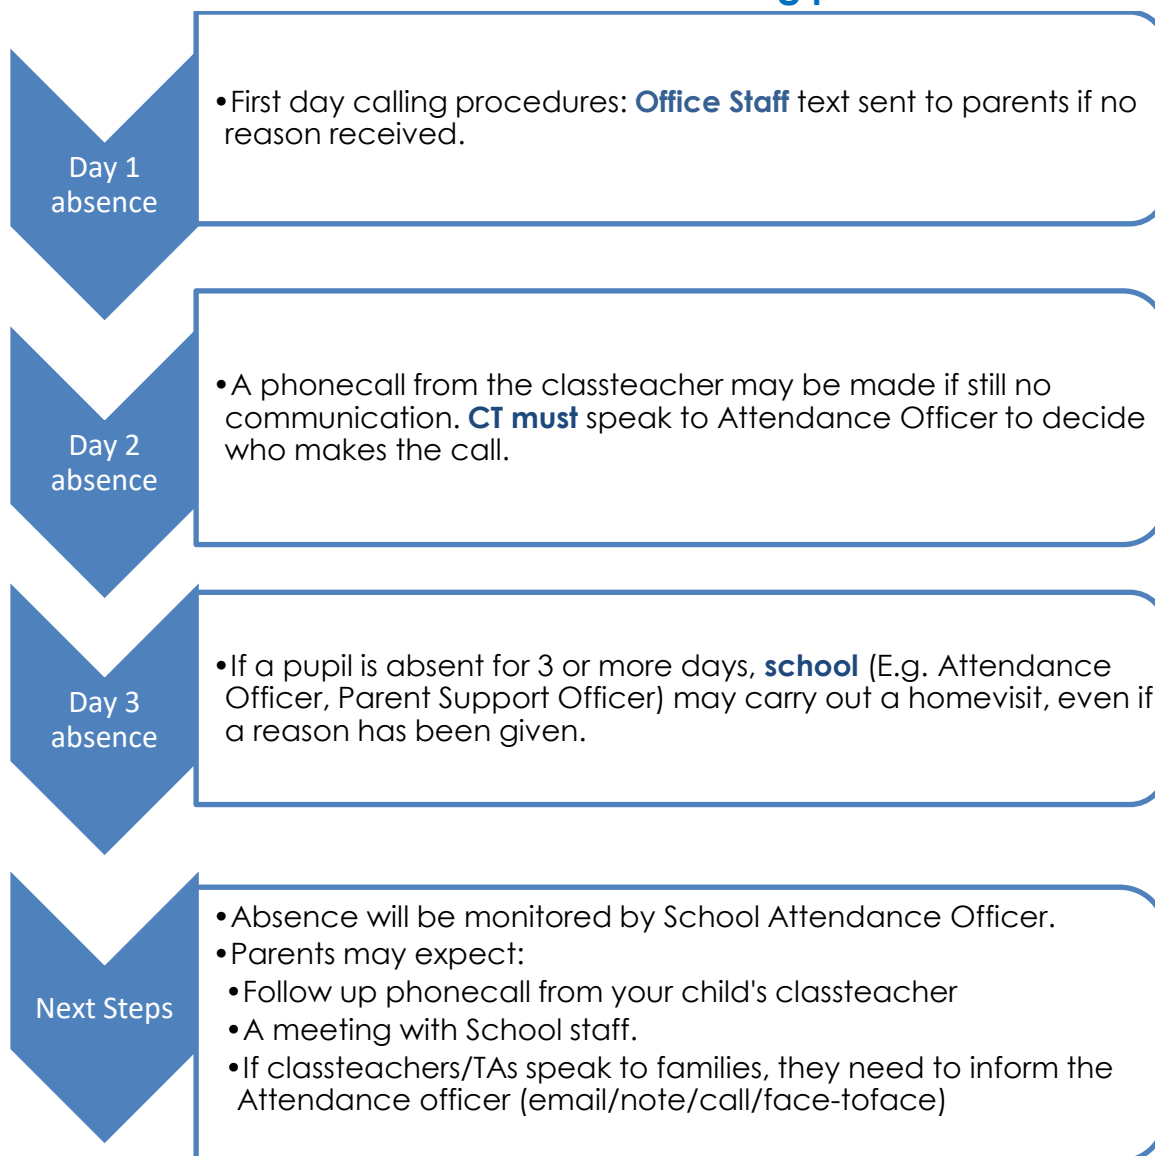 Day 1
absence
•First day calling procedures: Office Staff text sent to parents if no
reason received.
Day 2
absence
•A phonecall from the classteacher may be made if still no
communication. CT must speak to Attendance Officer to decide
who makes the call.
Day 3
absence
•If a pupil is absent for 3 or more days, school (E.g. Attendance
Officer, Parent Support Officer) may carry out a homevisit, even if
a reason has been given.
Next Steps
•Absence will be monitored by School Attendance Officer.
•Parents may expect:
•Follow up phonecall from your child's classteacher
•A meeting with School staff.
•If classteachers/TAs speak to families, they need to inform the
Attendance officer (email/note/call/face-toface)